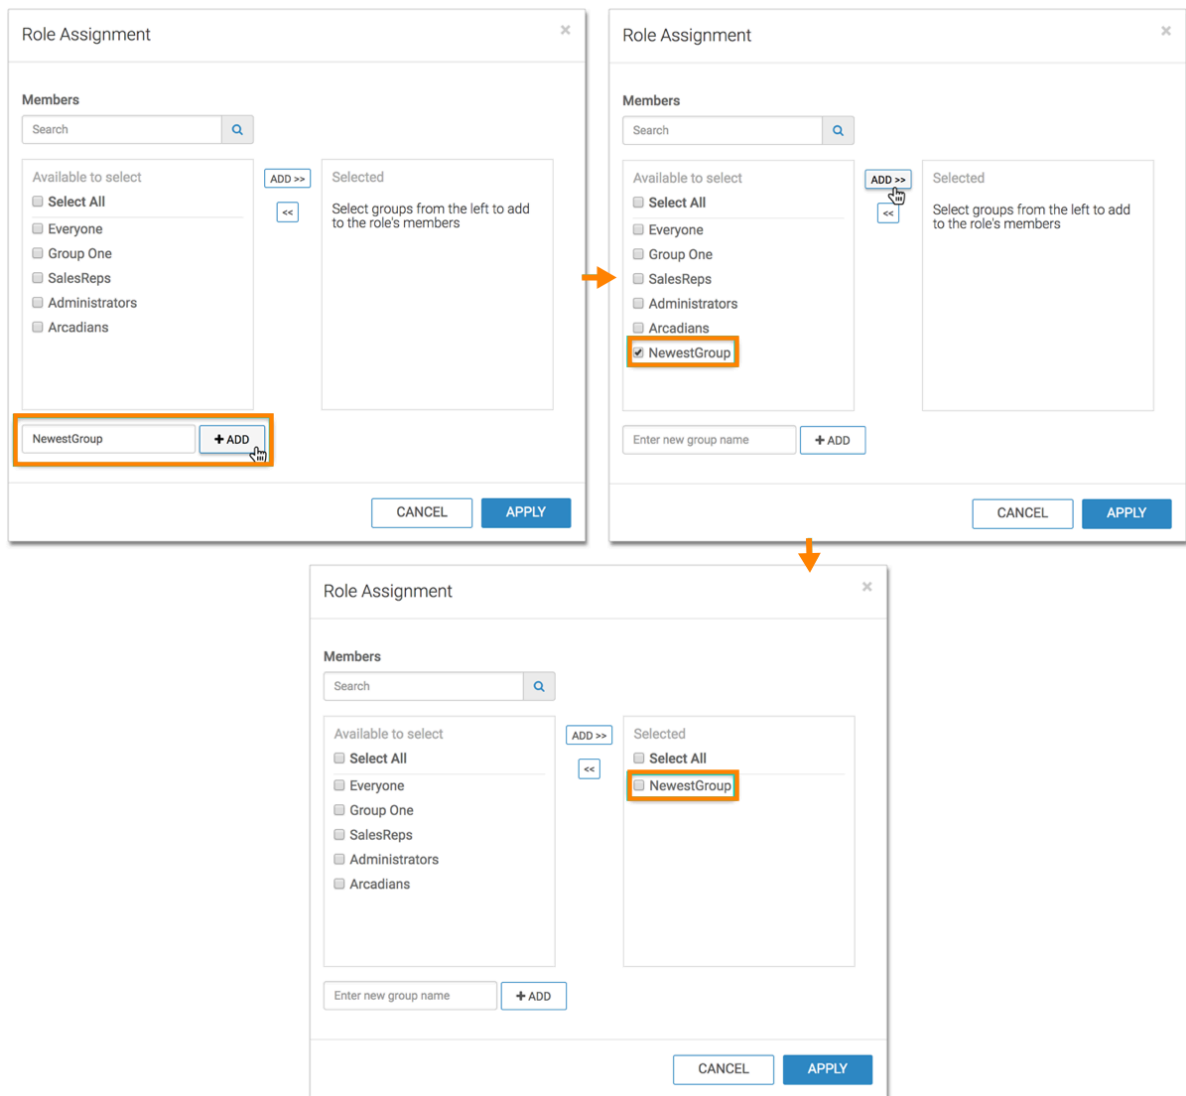 Role Assignment
×
Members
Search
Available to select
Select All
Everyone
Group One
SalesReps
Administrators
Arcadians
ADD >>
<<
Selected
Select groups from the left to add
to the role's members
NewestGroup
+ ADD
CANCEL
APPLY
Role Assignment
×
Members
Search
Available to select
Select All
Everyone
Group One
SalesReps
Administrators
Arcadians
NewestGroup
ADD >>
<<
Selected
Select groups from the left to add
to the role's members
Enter new group name
+ ADD
CANCEL
APPLY
Role Assignment
×
Members
Search
Available to select
Select All
Everyone
Group One
SalesReps
Administrators
Arcadians
ADD >>
<<
Selected
Select All
NewestGroup
Enter new group name
+ ADD
CANCEL
APPLY